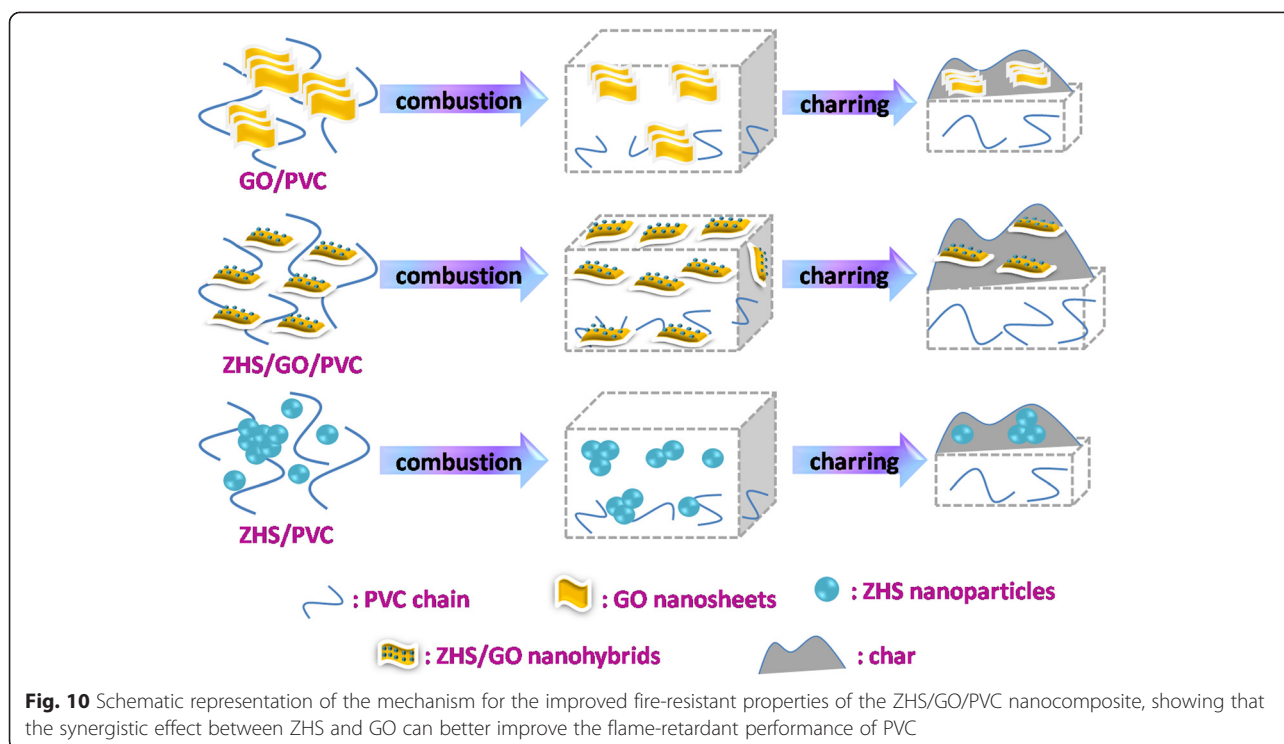 combustion
charring
GO/PVC
combustion
charring
ZHS/GO/PVC
combustion
charring
ZHS/PVC
: PVC chain
: GO nanosheets
: ZHS nanoparticles
: ZHS/GO nanohybrids
: char
Fig. 10 Schematic representation of the mechanism for the improved fire-resistant properties of the ZHS/GO/PVC nanocomposite, showing that
the synergistic effect between ZHS and GO can better improve the flame-retardant performance of PVC